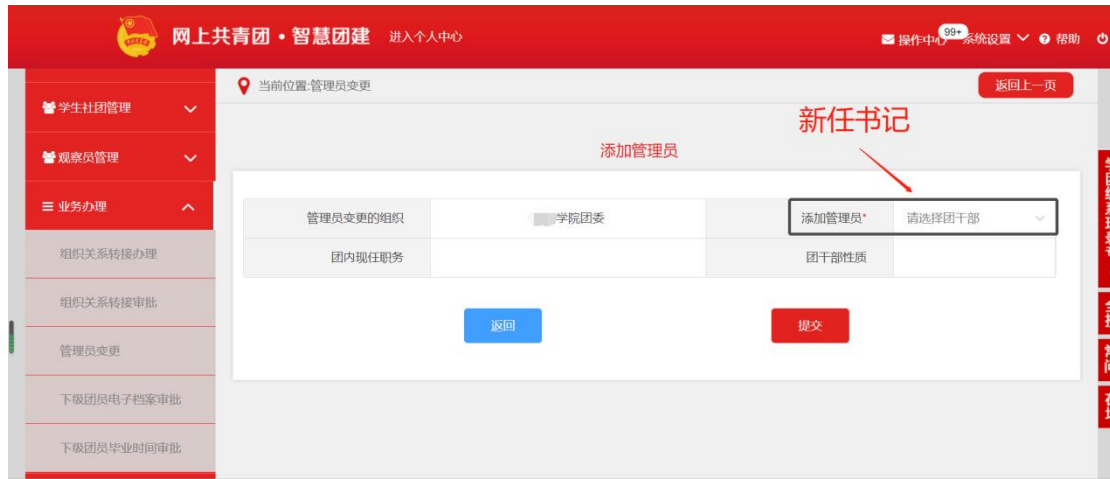 网上共青团·智慧团建 进入个人中心 操作中心 99+ 系统设置 帮助
当前位置:管理员变更 返回上一页
学生社团管理
新任书记
观察员管理
添加管理员
业务办理
管理员变更的组织 学院团委 添加管理员* 请选择团干部
组织关系转接办理
团内现任职务 团干部性质
组织关系转接审批
返回 提交
管理员变更
下级团员电子档案审批
下级团员毕业时间审批